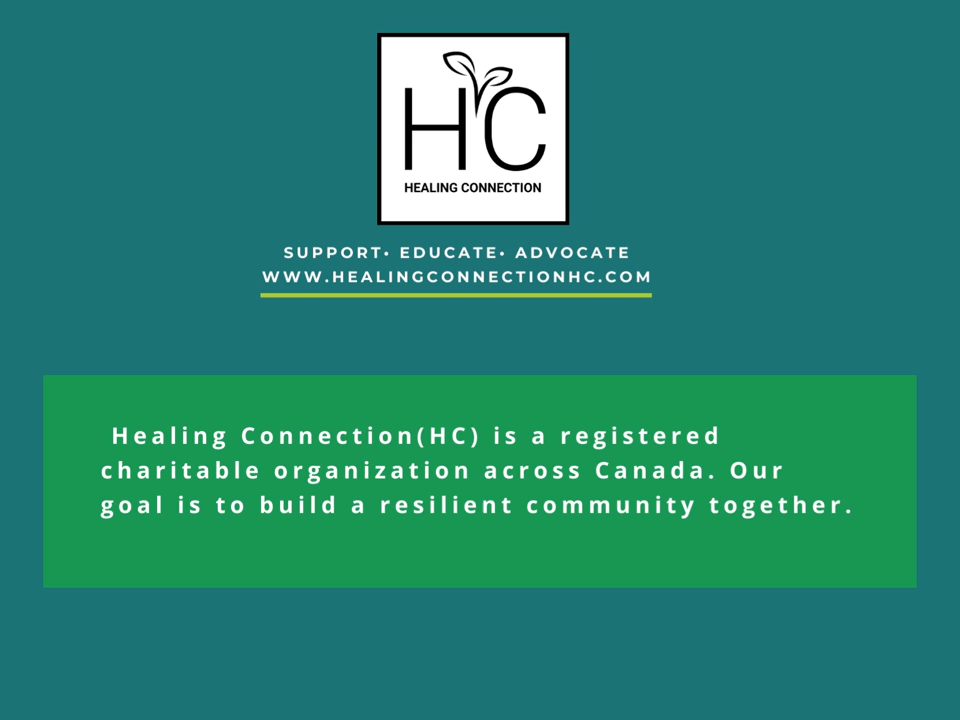 HC
HEALING CONNECTION
SUPPORT• EDUCATE• ADVOCATE
WWW.HEALINGCONNECTIONHC.COM
Healing Connection(HC) is a registered
charitable organization across Canada. Our
goal is to build a resilient community together.